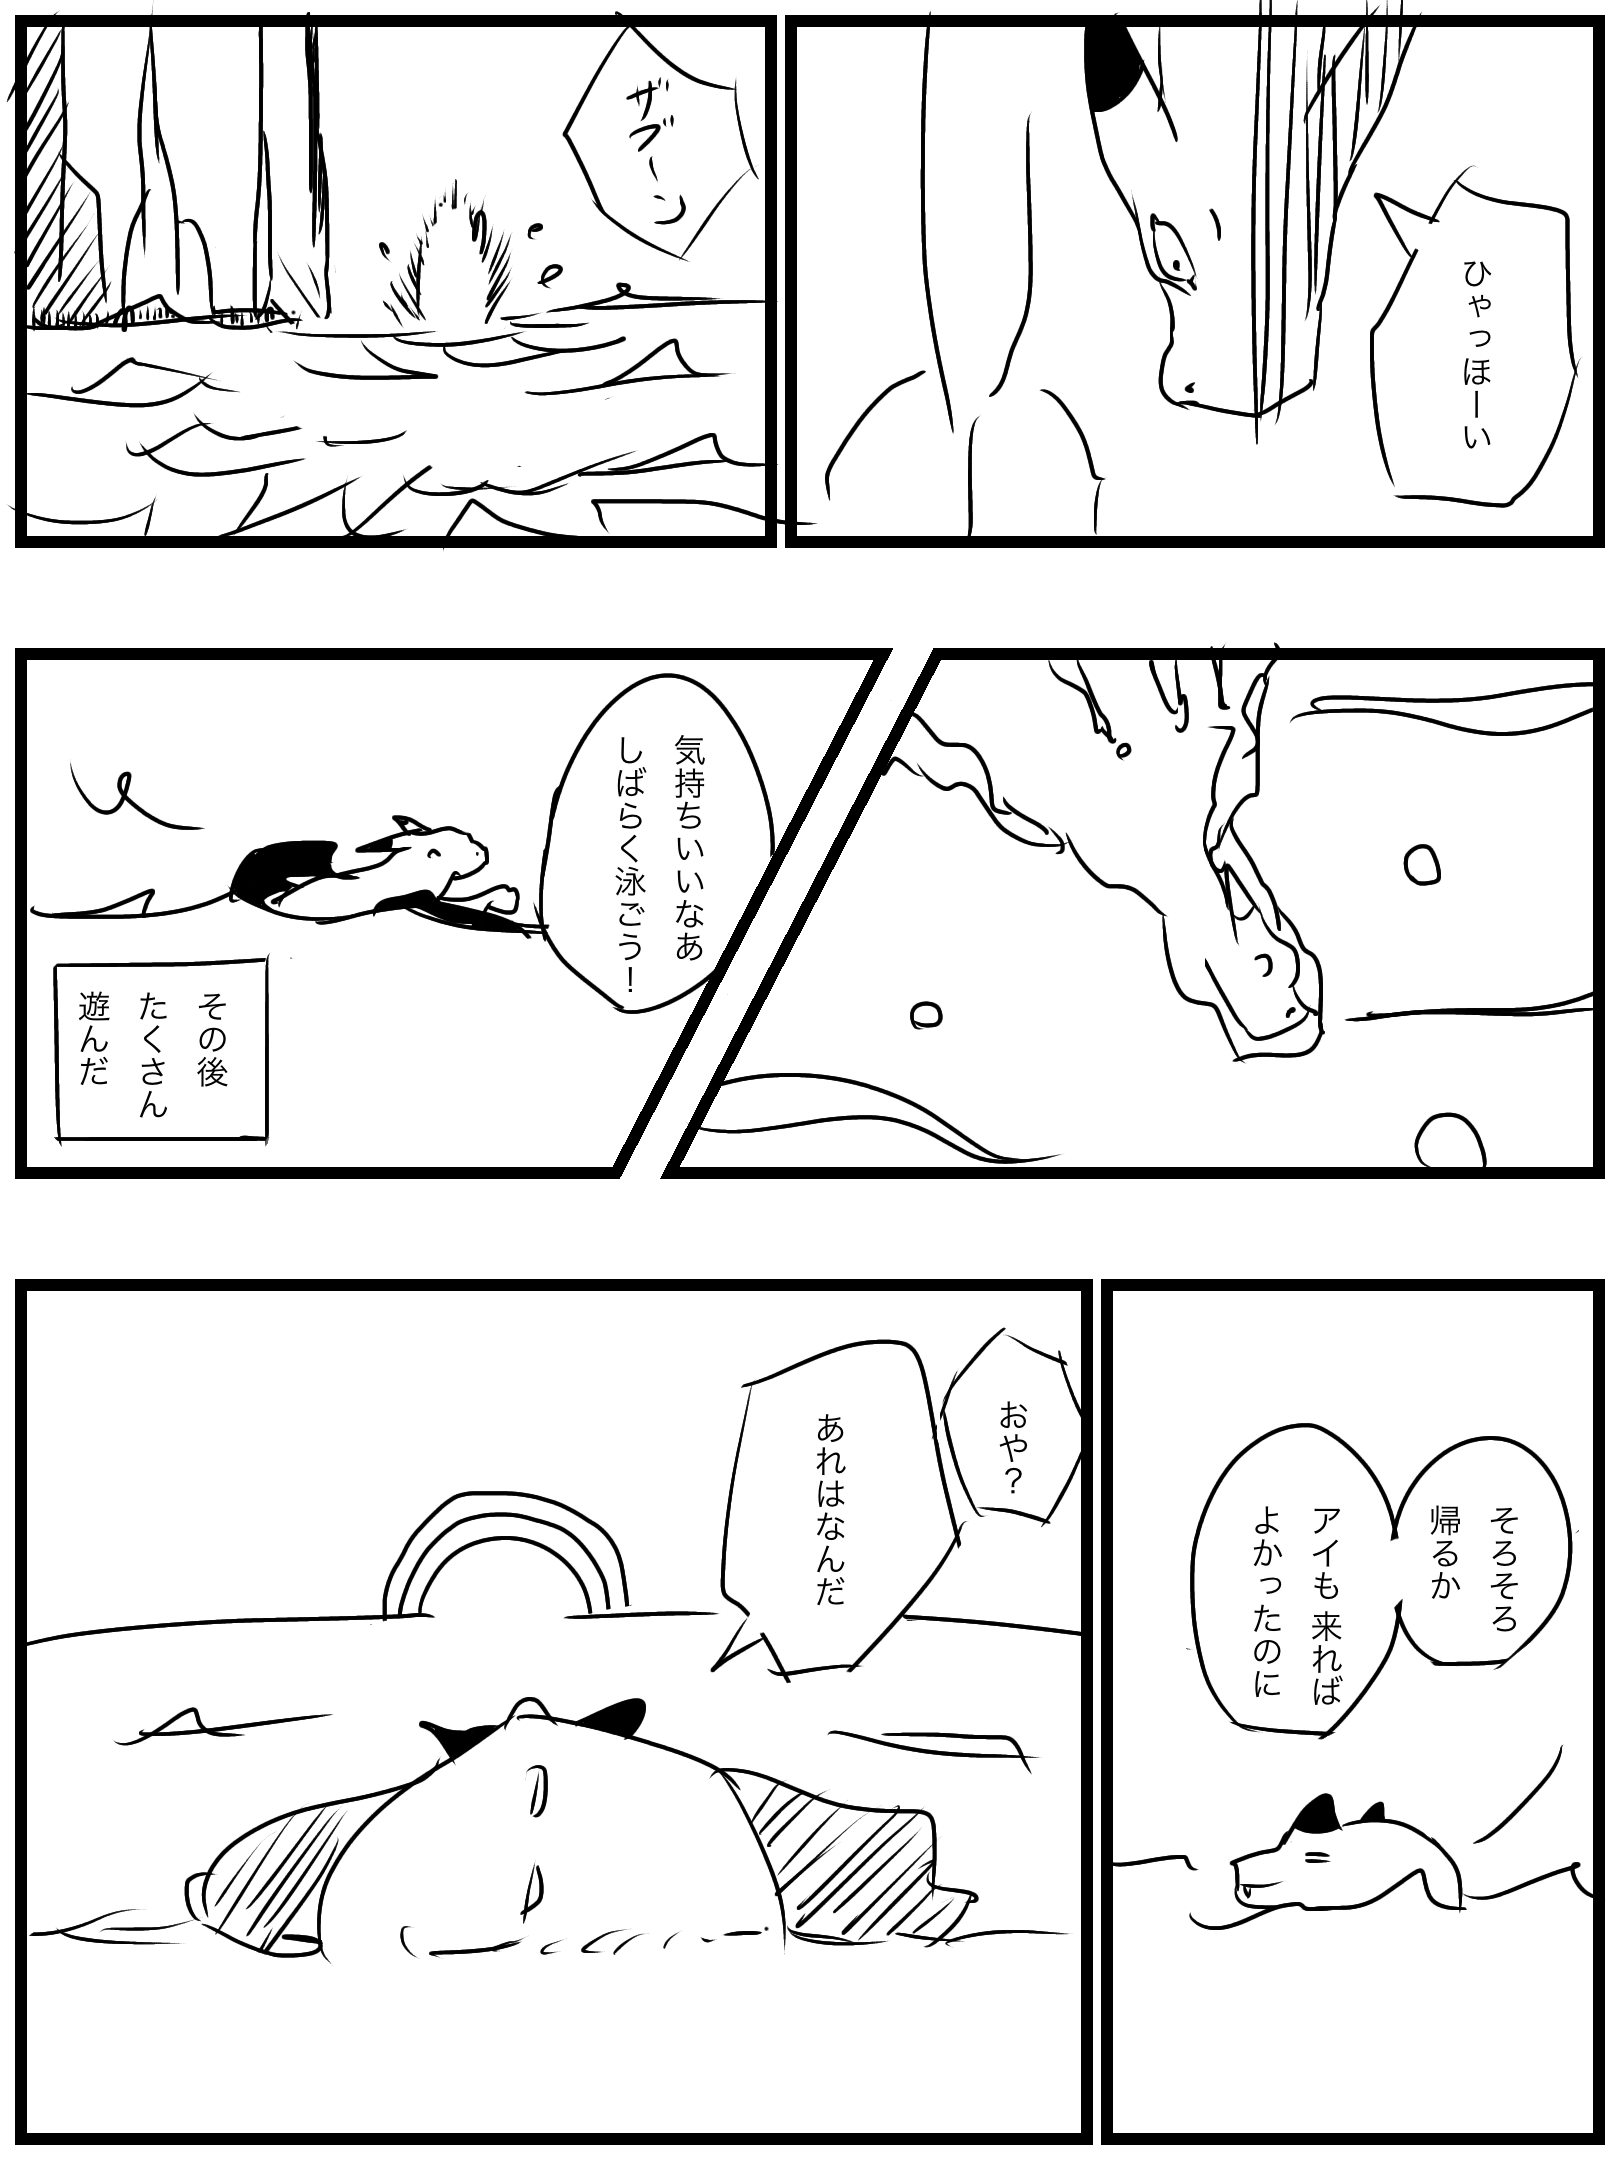 ひゃっほーい
ザブーン
気持ちいいなあ
しばらく泳ごう！
その後
たくさん
遊んだ
そろそろ
帰るか
アイも来れば
よかったのに
おや？
あれはなんだ